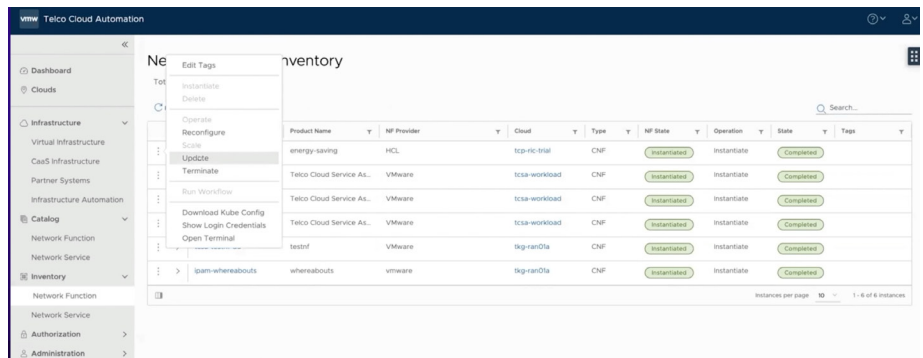 vmw Telco Cloud Automation
Dashboard
Clouds
Infrastructure
Virtual Infrastructure
CaaS Infrastructure
Partner Systems
Infrastructure Automation
Catalog
Network Function
Network Service
Inventory
Network Function
Network Service
Authorization
Administration
Ne nventory
Tot
Edit Tags
Instantiate
Delete
Operate
Reconfigure
Scale
Update
Terminate
Run Workflow
Download Kube Config
Show Login Credentials
Open Terminal
Search...
Product Name NF Provider Cloud Type NF State Operation State Tags
energy-saving HCL tcp-ric-trial CNF Instantiated Instantiate Completed
Telco Cloud Service As... VMware tcsa-workload CNF Instantiated Instantiate Completed
Telco Cloud Service As... VMware tcsa-workload CNF Instantiated Instantiate Completed
Telco Cloud Service As... VMware tcsa-workload CNF Instantiated Instantiate Completed
testnf VMware tkg-ran01a CNF Instantiated Instantiate Completed
ipam-whereabouts whereabouts vmware tkg-ran01a CNF Instantiated Instantiate Completed
Instances per page 10 1 - 6 of 6 instances